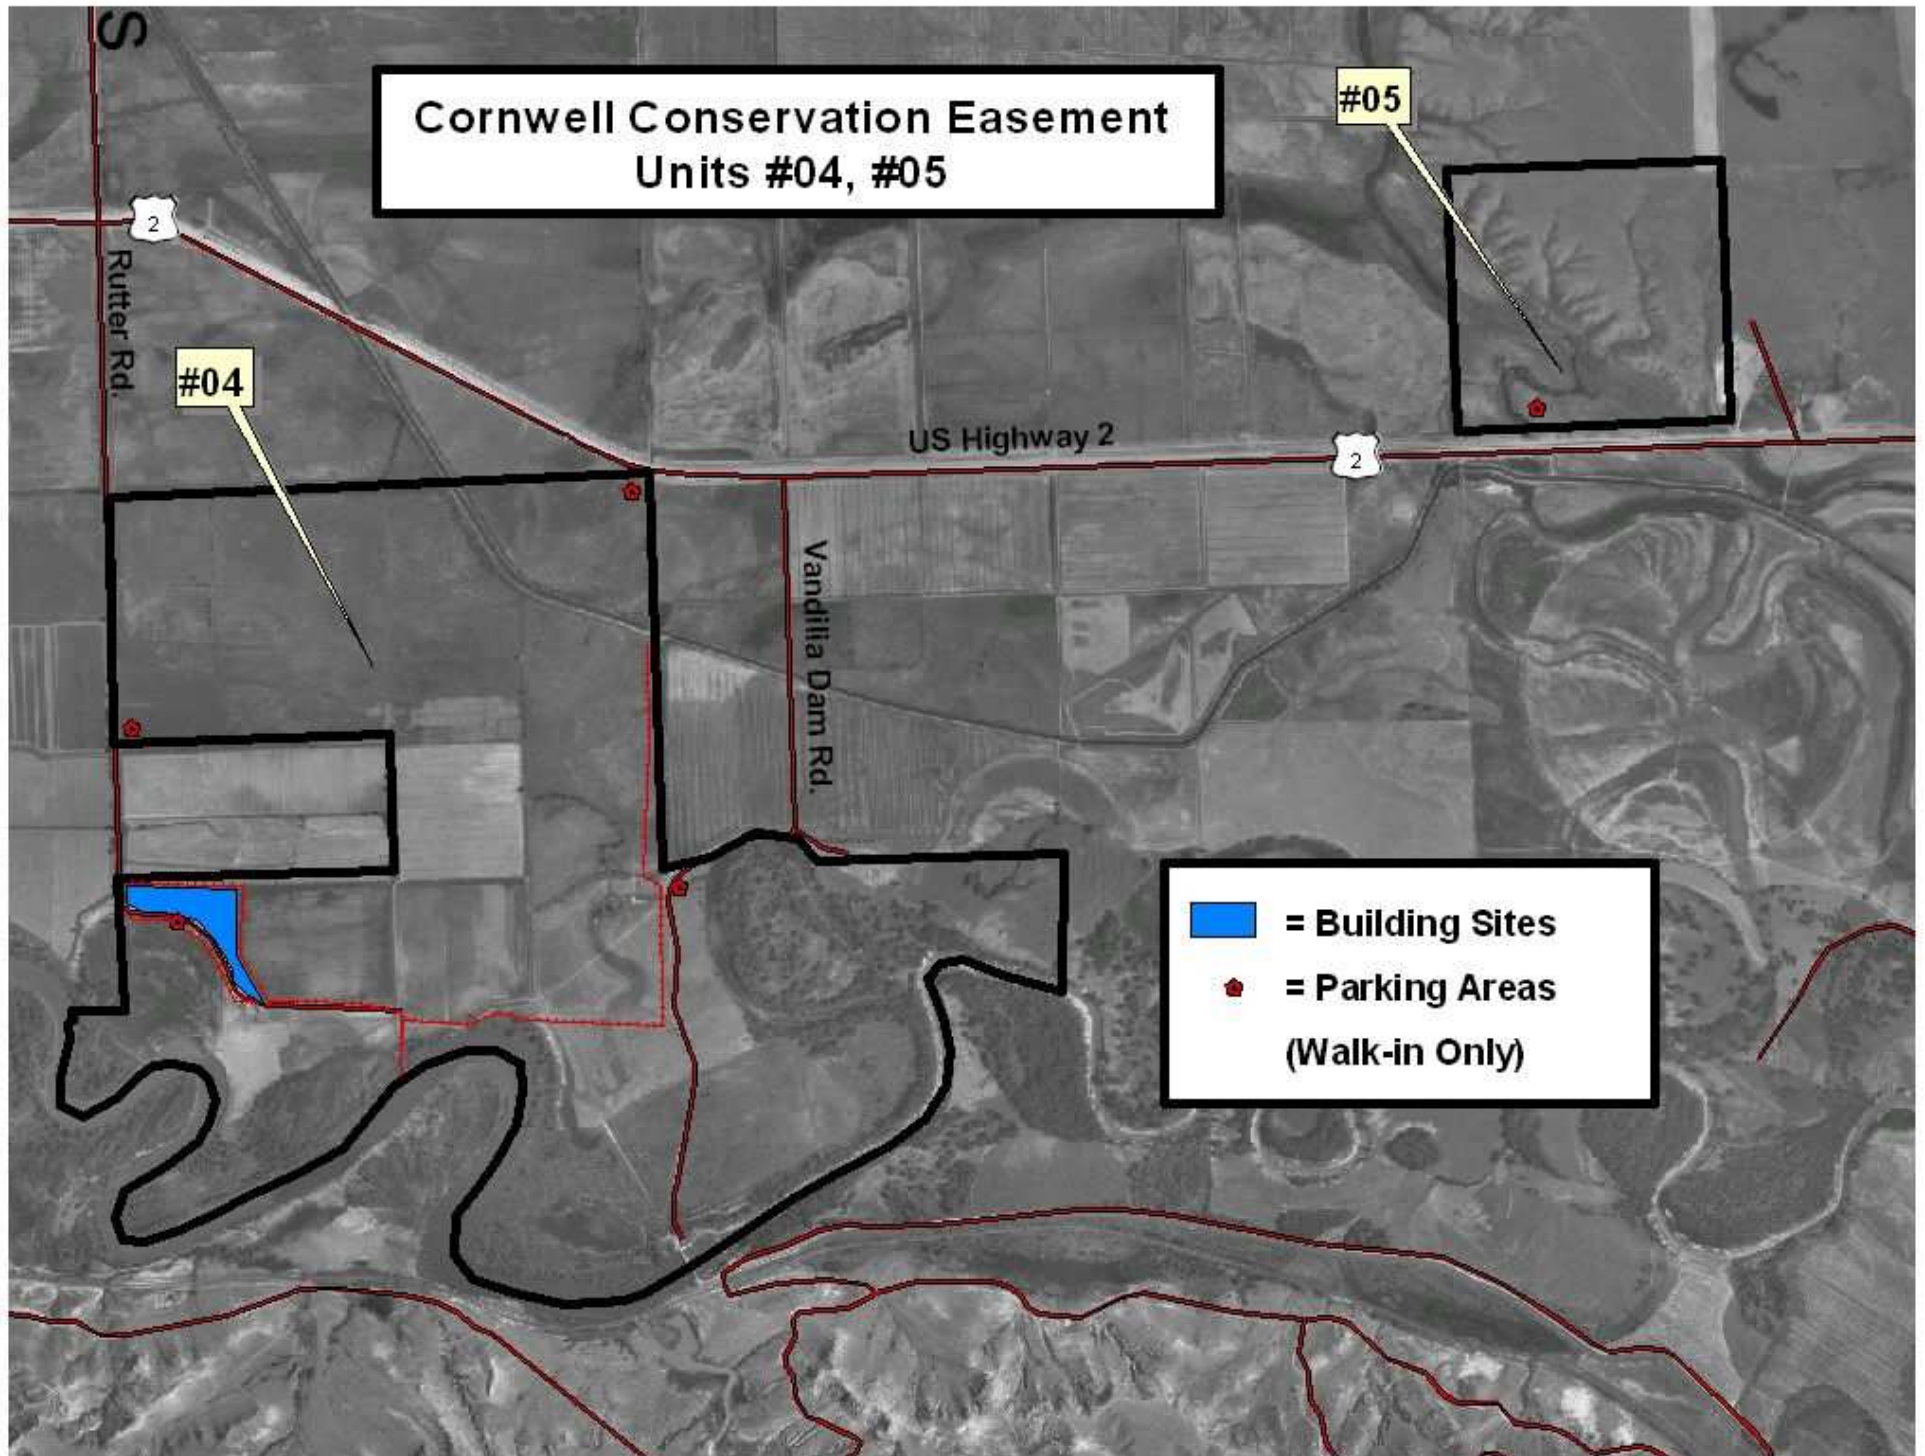 S
Cornwell Conservation Easement
Units #04, #05
#05
2
Rutter Rd.
#04
US Highway 2
2
Vandilia Dam Rd.
= Building Sites
= Parking Areas
(Walk-in Only)